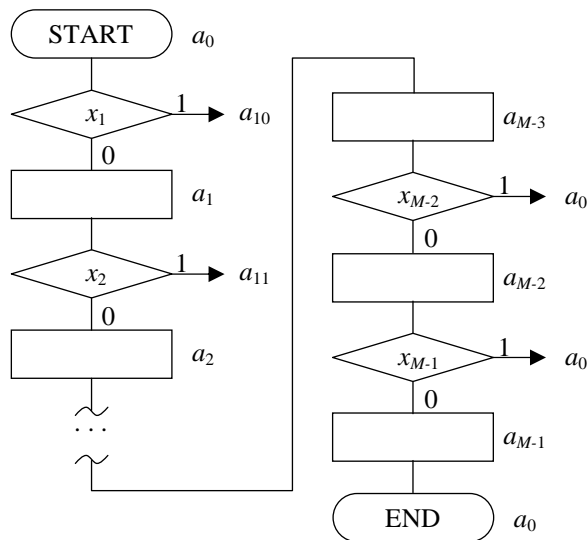 START a0
x1 1 a10
0
a1
x2 1 a11
0
a2
...
aM-3
xM-2 1 a0
0
aM-2
xM-1 1 a0
0
aM-1
END a0